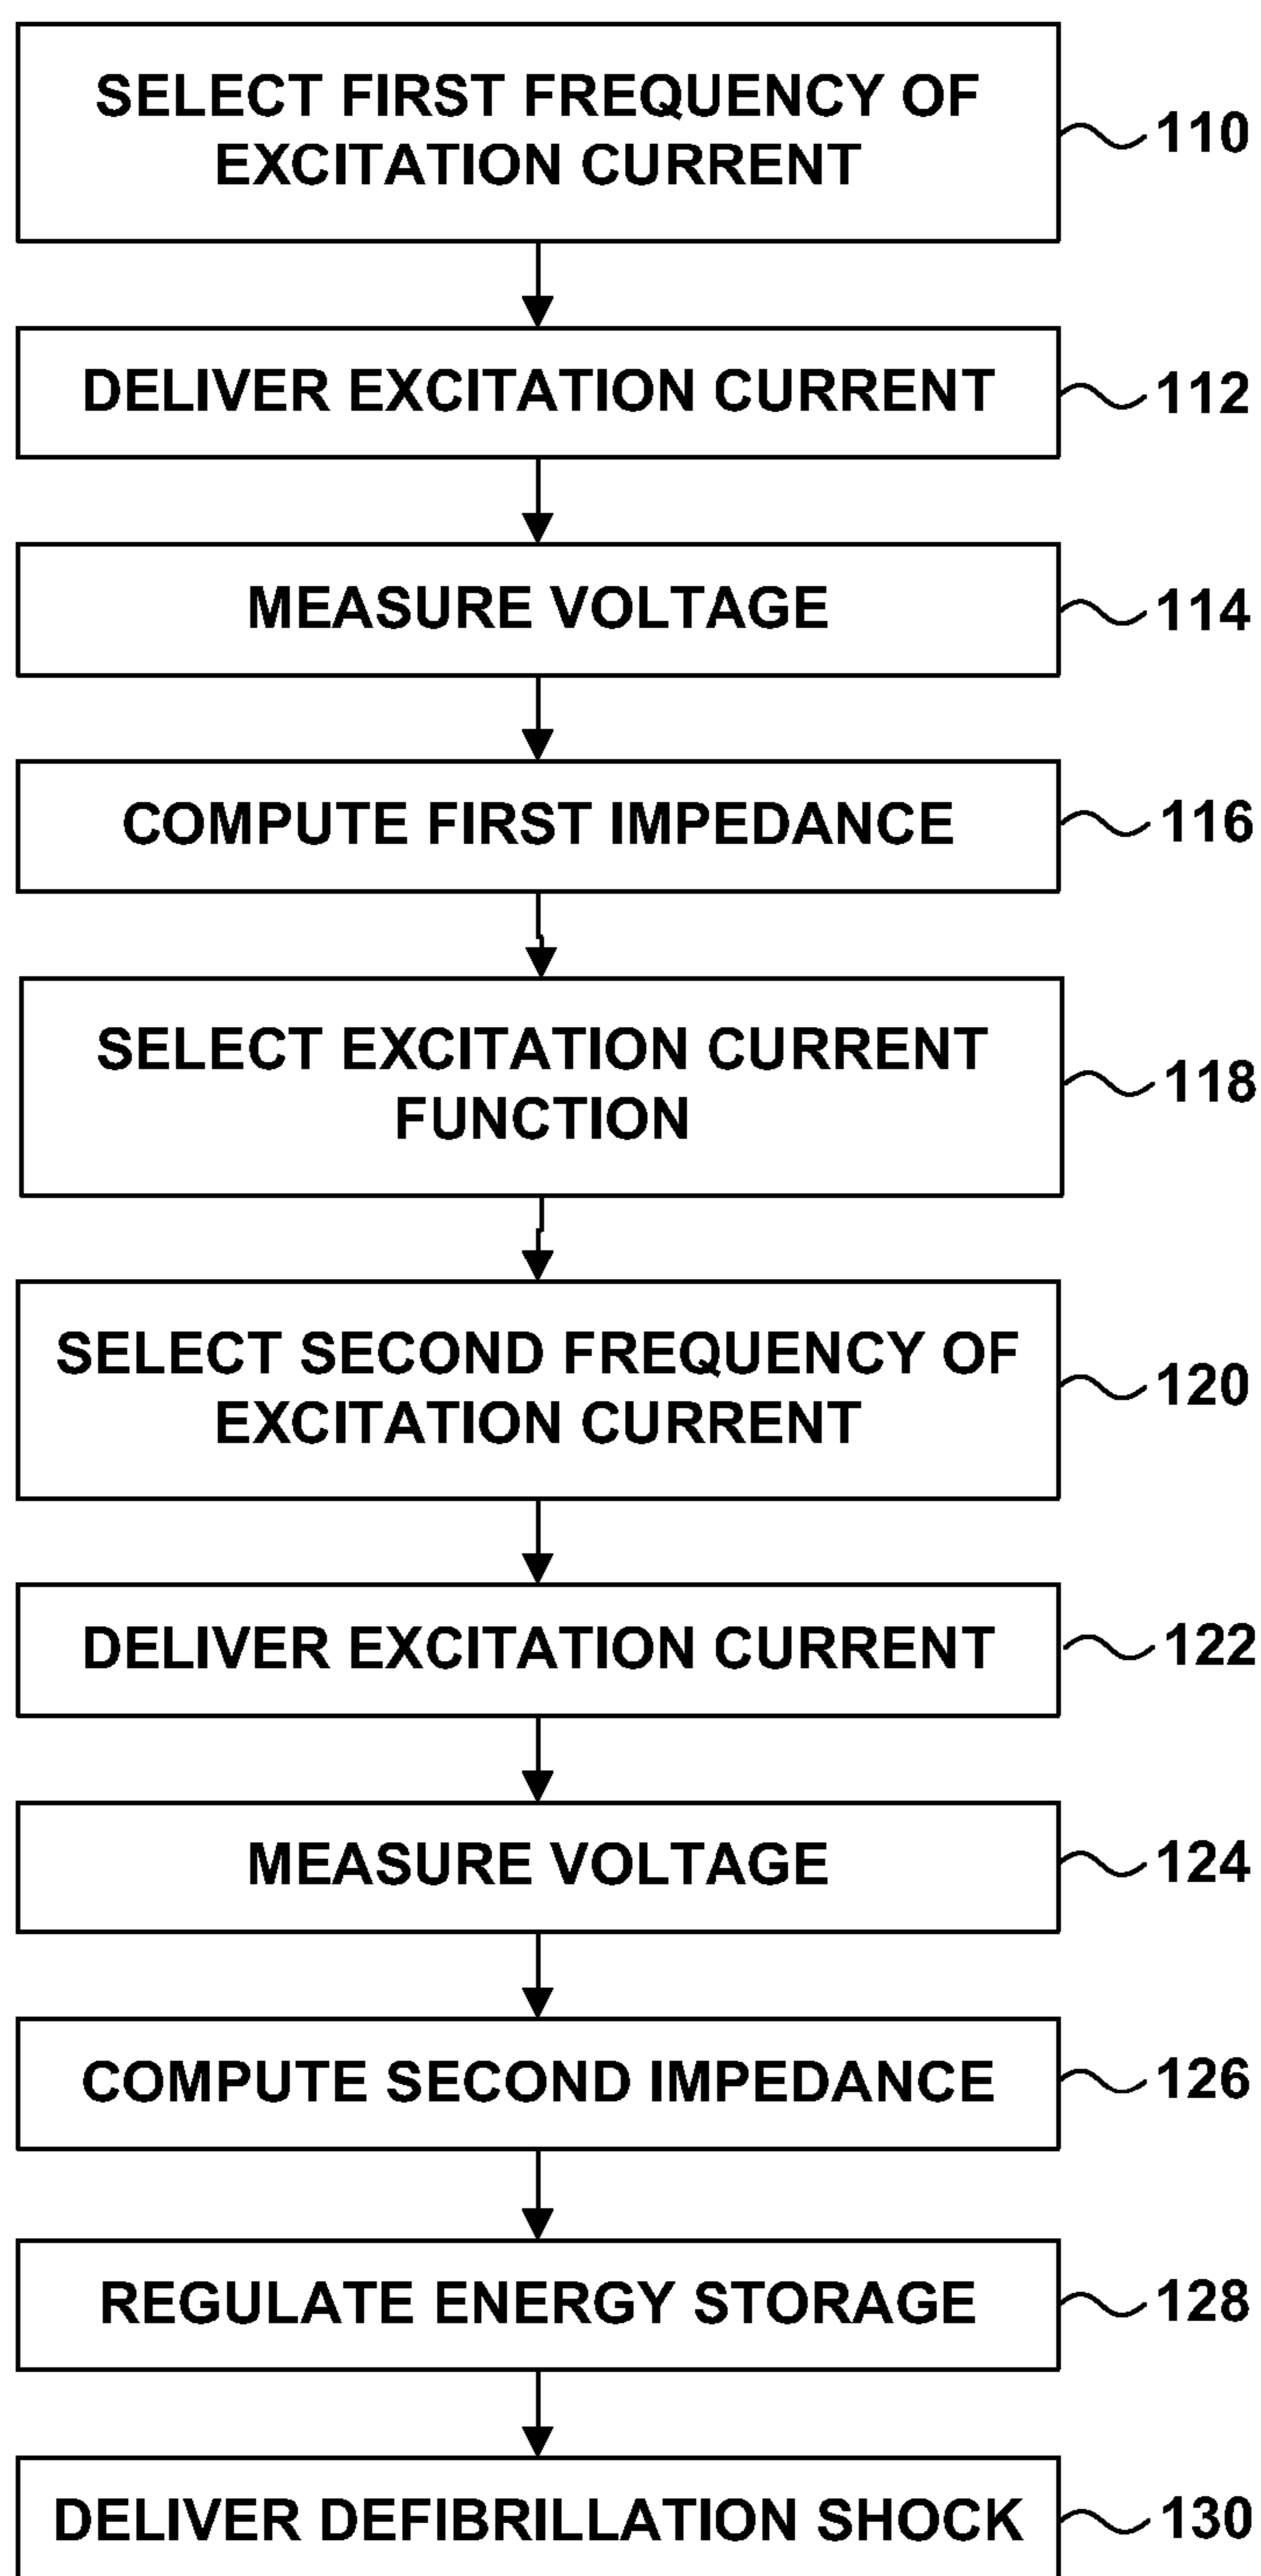 SELECT FIRST FREQUENCY OF
EXCITATION CURRENT
110
DELIVER EXCITATION CURRENT
112
MEASURE VOLTAGE
114
COMPUTE FIRST IMPEDANCE
116
SELECT EXCITATION CURRENT
FUNCTION
118
SELECT SECOND FREQUENCY OF
EXCITATION CURRENT
120
DELIVER EXCITATION CURRENT
122
MEASURE VOLTAGE
124
COMPUTE SECOND IMPEDANCE
126
REGULATE ENERGY STORAGE
128
DELIVER DEFIBRILLATION SHOCK
130